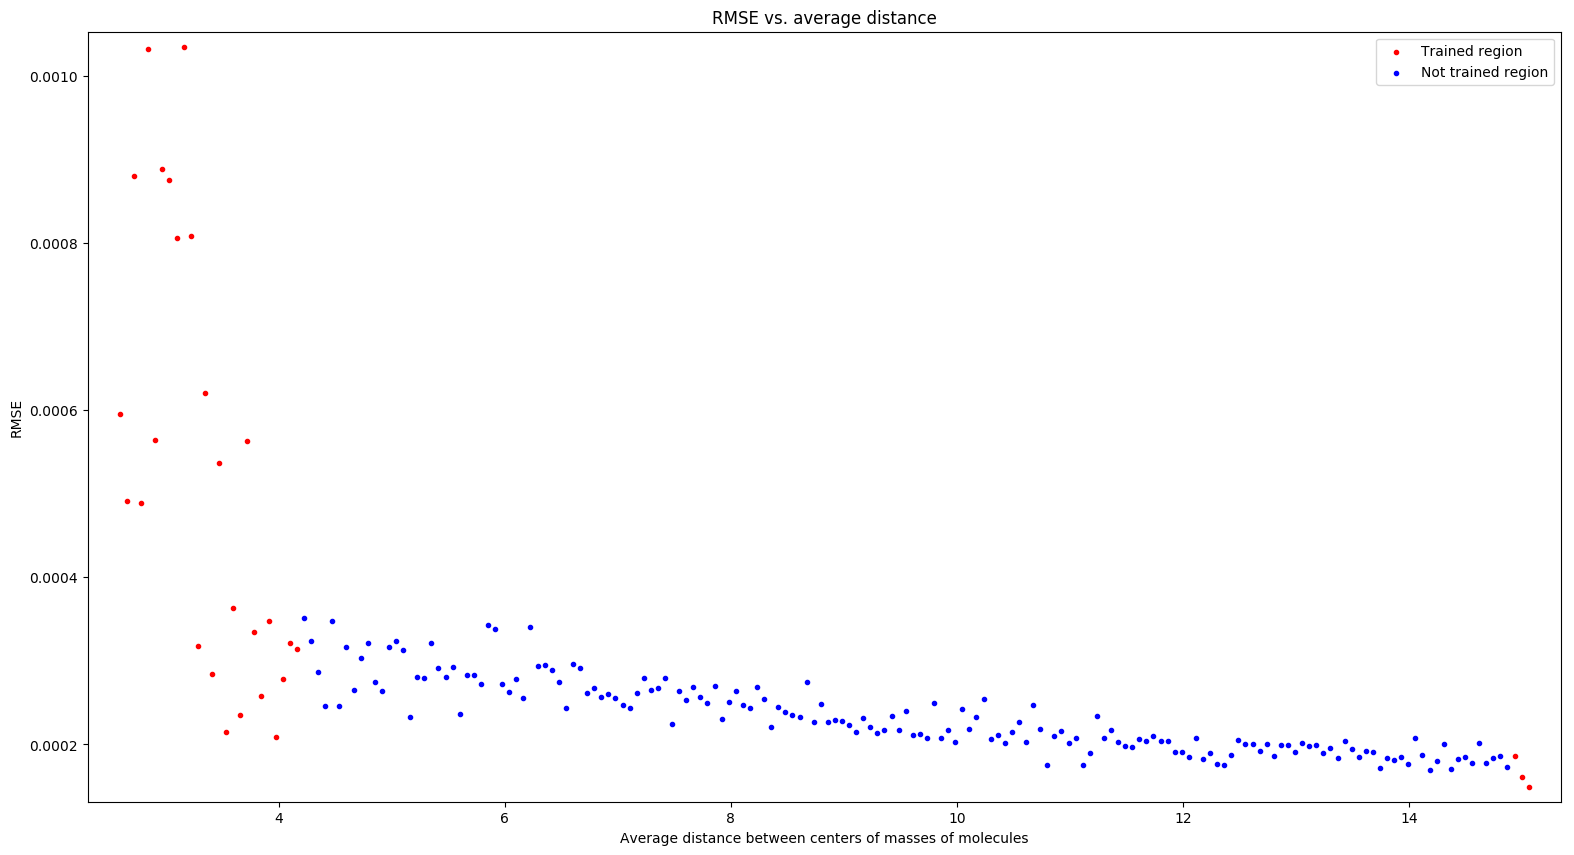 RMSE vs. average distance
Trained region
Not trained region
0.0010
0.0008
0.0006
0.0004
0.0002
RMSE
4 6 8 10 12 14
Average distance between centers of masses of molecules